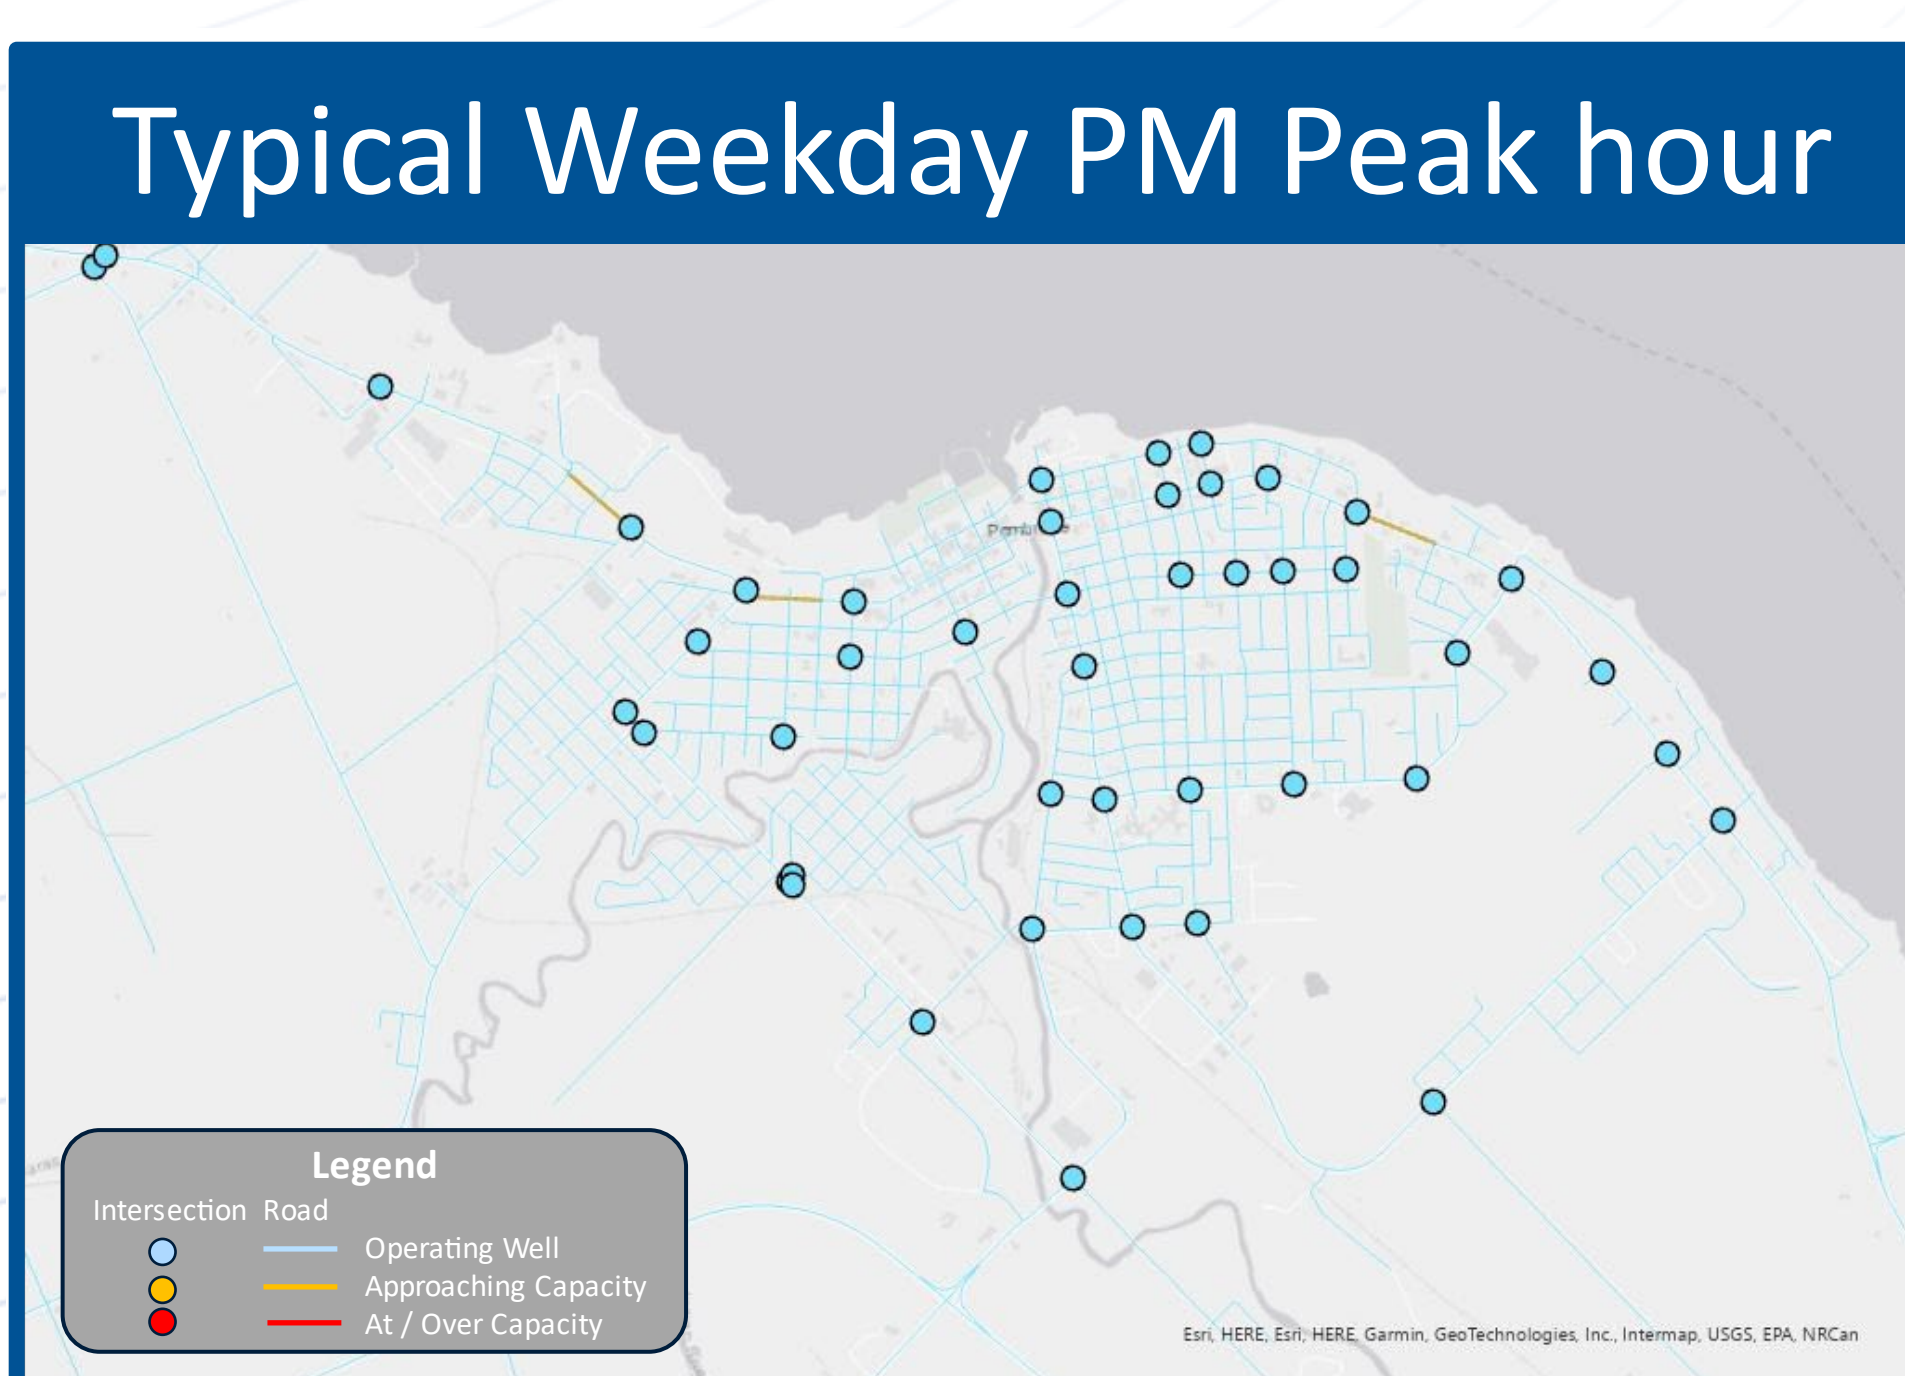 Typical Weekday PM Peak hour
Legend
Intersection Road
Operating Well
Approaching Capacity
At / Over Capacity
Esri, HERE, Esri, HERE, Garmin, GeoTechnologies, Inc., Intermap, USGS, EPA, NRCan